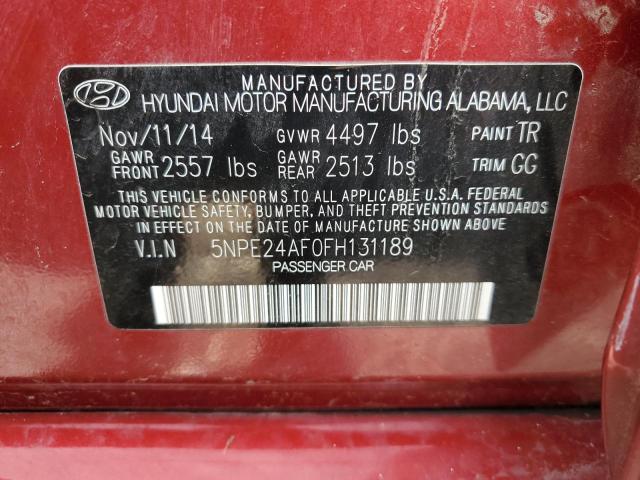 MANUFACTURED BY
HYUNDAI MOTOR MANUFACTURING ALABAMA, LLC
Nov/11/14 GVWR 4497 lbs PAINT TR
GAWR FRONT 2557 lbs GAWR REAR 2513 lbs TRIM GG
THIS VEHICLE CONFORMS TO ALL APPLICABLE U.S.A. FEDERAL
MOTOR VEHICLE SAFETY, BUMPER, AND THEFT PREVENTION STANDARDS
IN EFFECT ON THE DATE OF MANUFACTURE SHOWN ABOVE.
V.I.N 5NPE24AF0FH131189
PASSENGER CAR